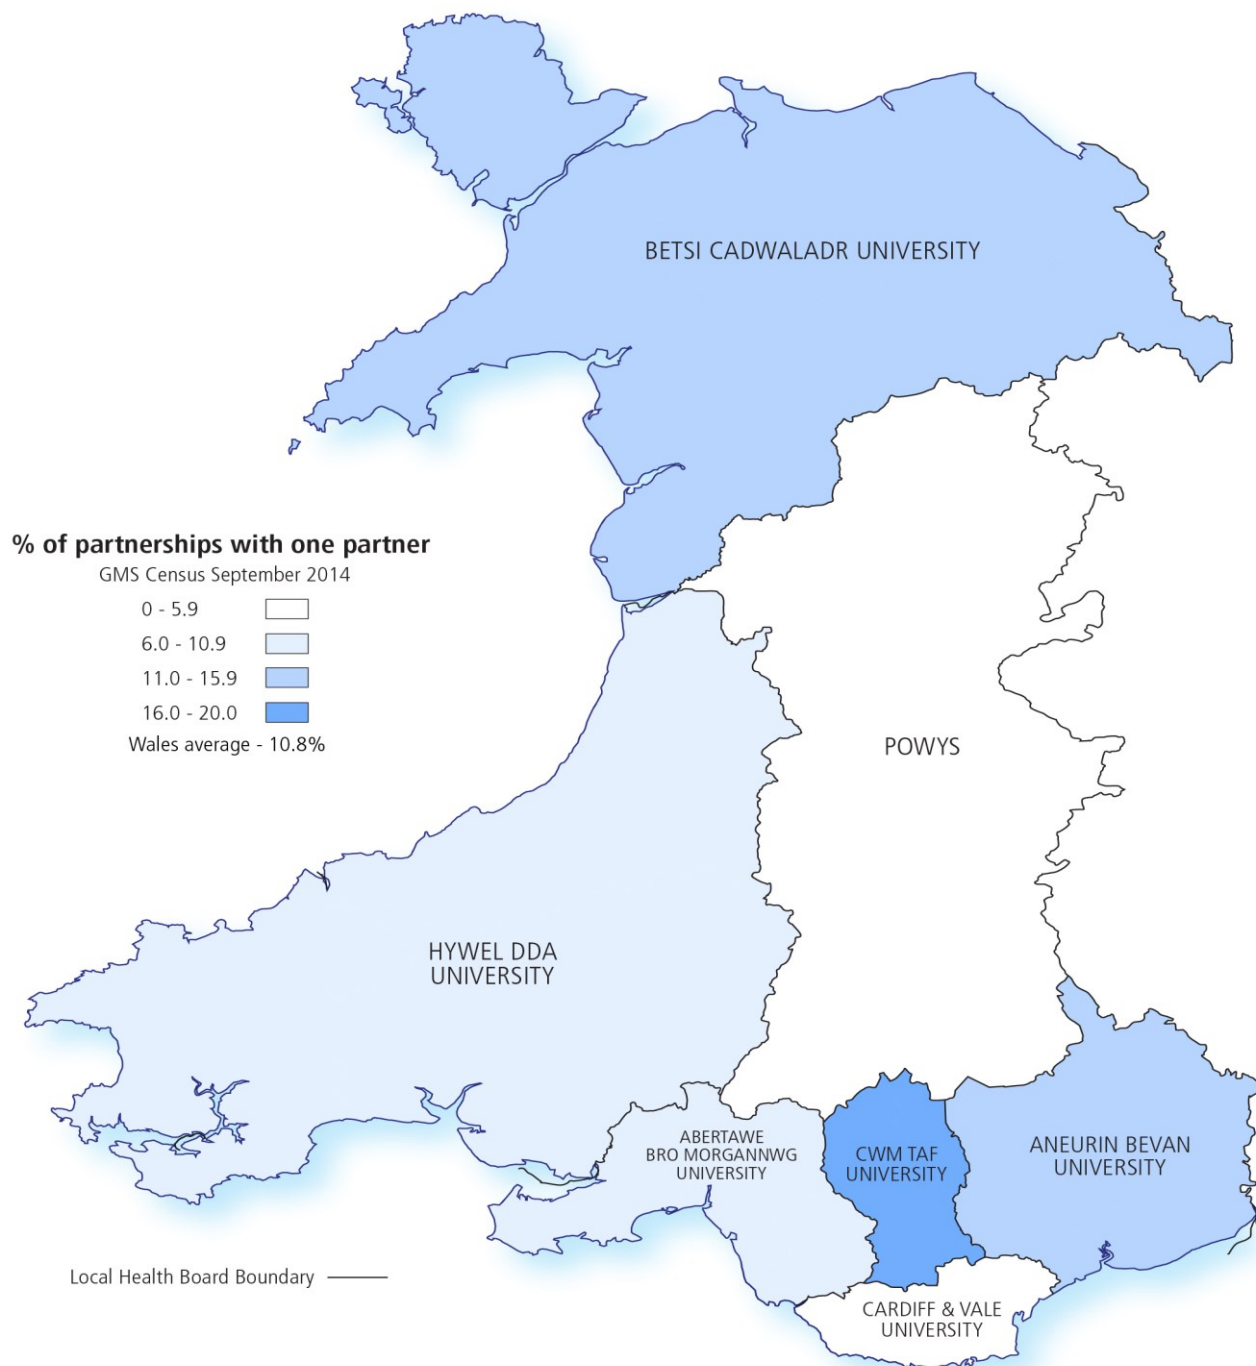 BETSI CADWALADR UNIVERSITY
% of partnerships with one partner
GMS Census September 2014
0 - 5.9
6.0 - 10.9
11.0 - 15.9
16.0 - 20.0
Wales average - 10.8%
POWYS
HYWEL DDA
UNIVERSITY
ABERTAWE
BRO MORGANNWG
UNIVERSITY
CWM TAF
UNIVERSITY
ANEURIN BEVAN
UNIVERSITY
Local Health Board Boundary
CARDIFF & VALE
UNIVERSITY